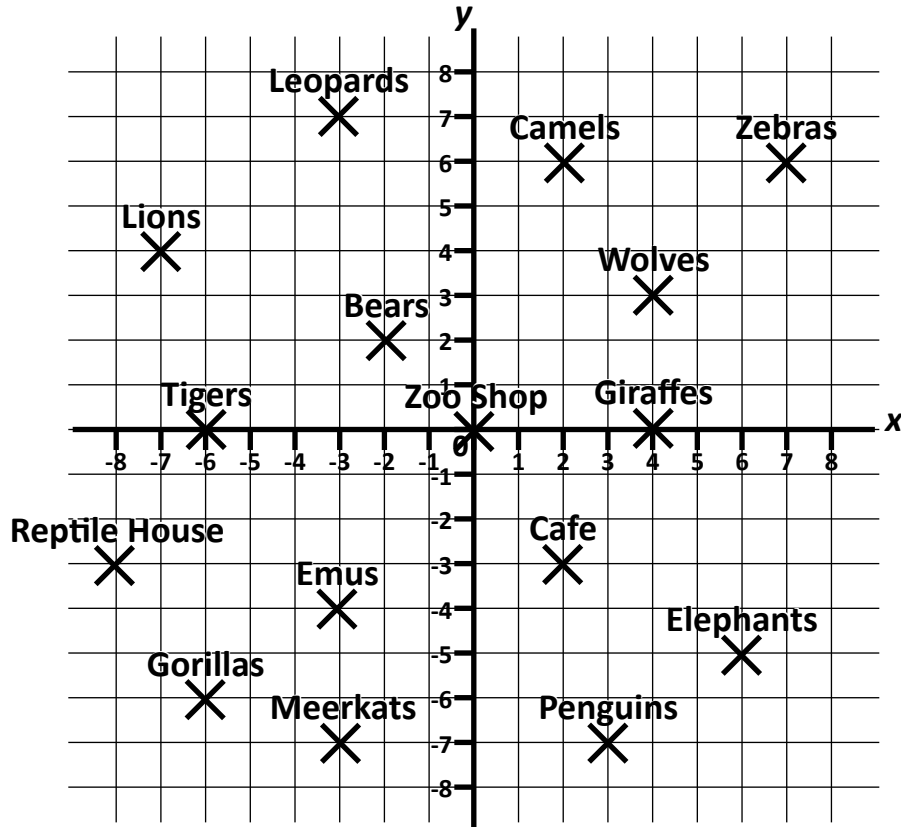 y
8
Leopards
7
Camels
Zebras
6
5
Lions
4
Wolves
3
Bears
2
1
Tigers
Zoo Shop
Giraffes
x
0
-8 -7 -6 -5 -4 -3 -2 -1 1 2 3 4 5 6 7 8
-1
-2
Reptile House
Cafe
-3
Emus
-4
Elephants
-5
Gorillas
-6
Meerkats
Penguins
-7
-8